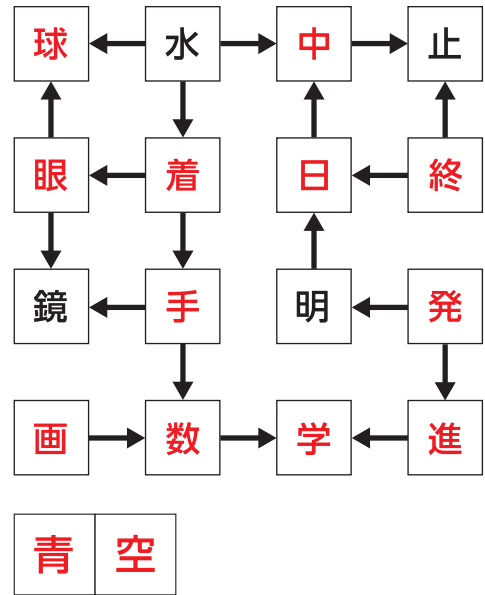 球 水 中 止
眼 着 日 終
鏡 手 明 発
画 数 学 進
青 空